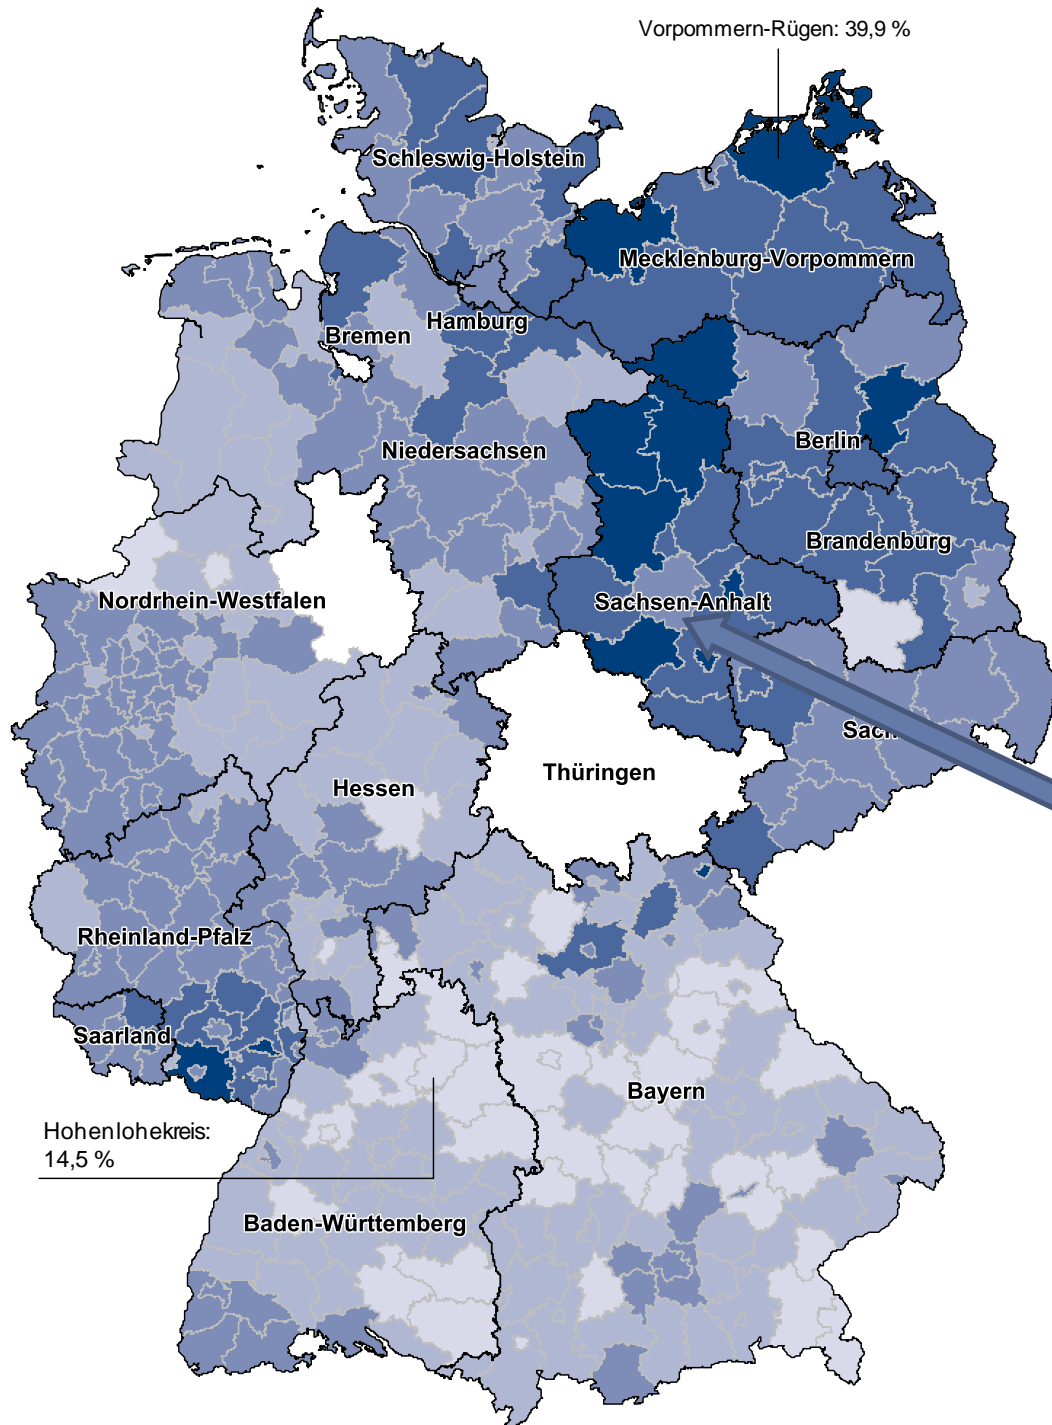 Vorpommern-Rügen: 39,9 %
Schleswig-Holstein
Mecklenburg-Vorpommern
Hamburg
Bremen
Berlin
Niedersachsen
Brandenburg
Nordrhein-Westfalen
Sachsen-Anhalt
Sach
Thüringen
Hessen
Rheinland-Pfalz
Saarland
Bayern
Hohenlohekreis:
14,5 %
Baden-Württemberg